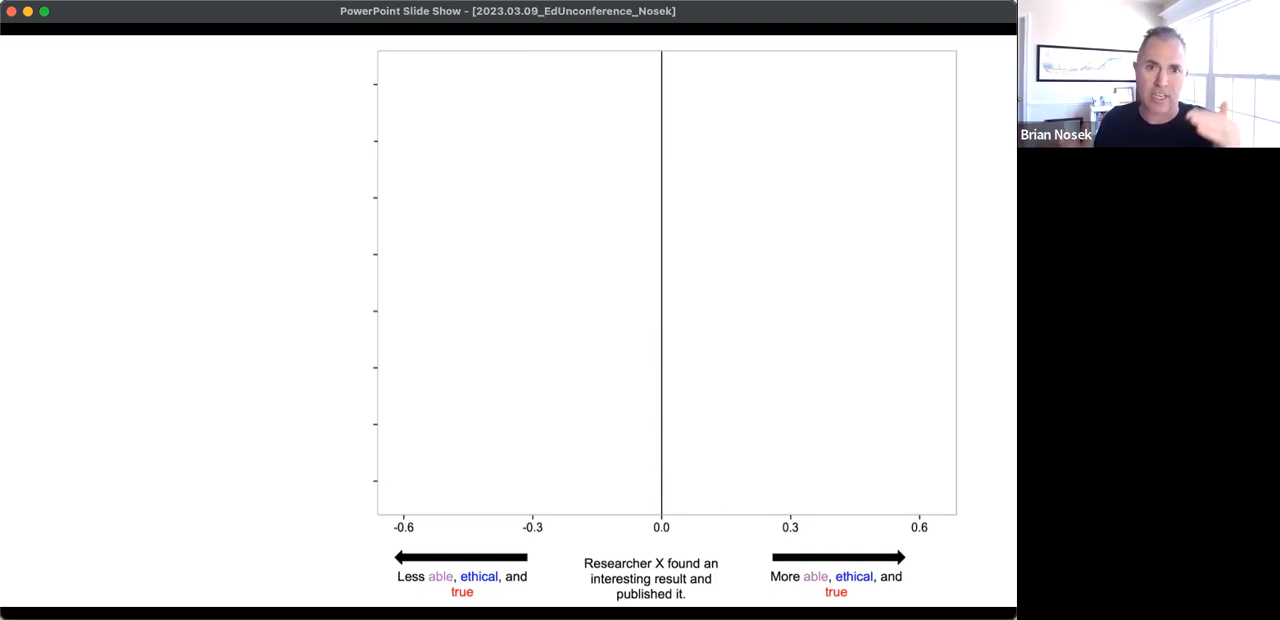 PowerPoint Slide Show - [2023.03.09_EdUnconference_Nosek]
Brian Nosek
-0.6
-0.3
0.0
0.3
0.6
Less able, ethical, and
true
Researcher X found an
interesting result and
published it.
More able, ethical, and
true